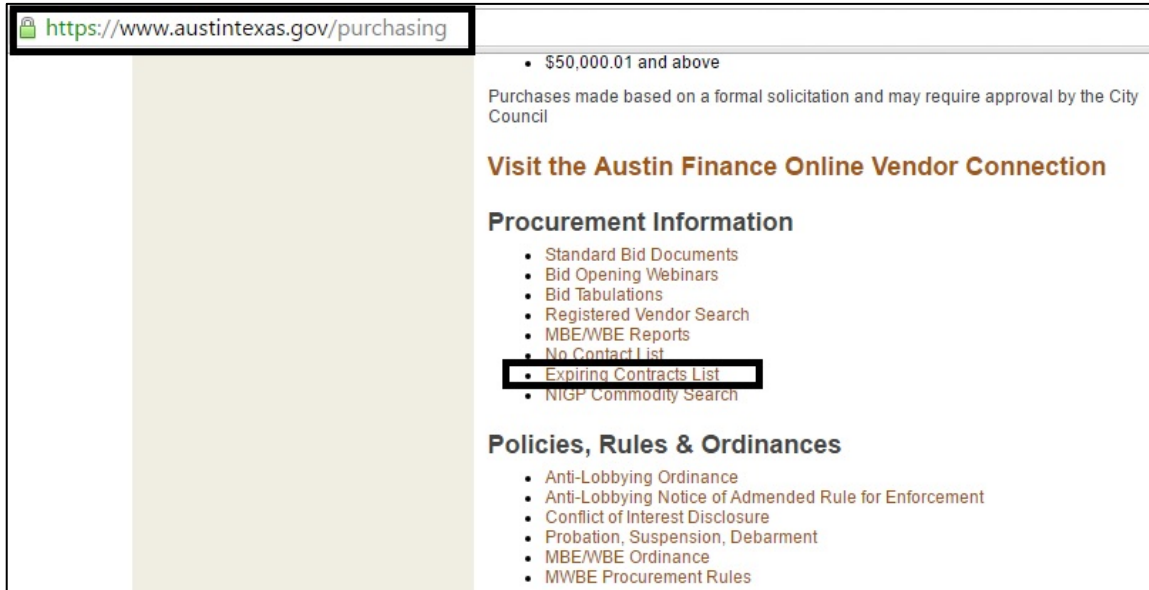 https://www.austintexas.gov/purchasing
• $50,000.01 and above
Purchases made based on a formal solicitation and may require approval by the City
Council
Visit the Austin Finance Online Vendor Connection
Procurement Information
• Standard Bid Documents
• Bid Opening Webinars
• Bid Tabulations
• Registered Vendor Search
• MBE/WBE Reports
• No Contact List
• Expiring Contracts List
• NIGP Commodity Search
Policies, Rules & Ordinances
• Anti-Lobbying Ordinance
• Anti-Lobbying Notice of Admended Rule for Enforcement
• Conflict of Interest Disclosure
• Probation, Suspension, Debarment
• MBE/WBE Ordinance
• MWBE Procurement Rules